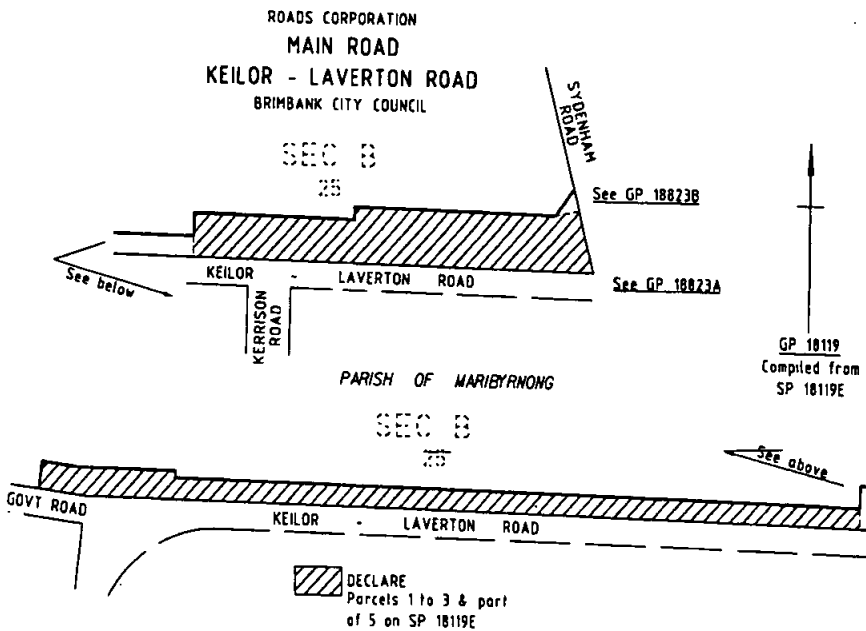 ROADS CORPORATION
MAIN ROAD
KEILOR - LAVERTON ROAD
BRIMBANK CITY COUNCIL
SYDENHAM
ROAD
SEC B
25
See GP 18823B
KEILOR - LAVERTON ROAD
See GP 18823A
See below
KERRISON
ROAD
GP 18119
Compiled from
SP 18119E
PARISH OF MARIBYRNONG
SEC B
25
See above
GOVT ROAD
KEILOR - LAVERTON ROAD
DECLARE
Parcels 1 to 3 & part
of 5 on SP 18119E